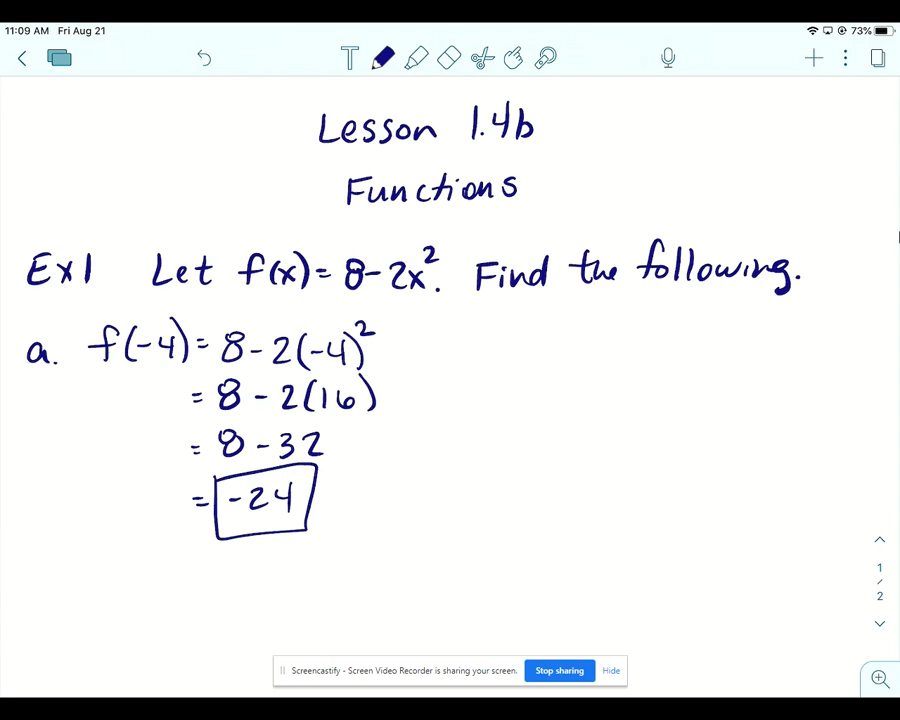 11:09 AM Fri Aug 21
73%
T
Lesson 1.4b
Functions
Ex1 Let f(x) = 8 - 2x². Find the following.
a. f(-4) = 8 - 2(-4)²
= 8 - 2(16)
= 8 - 32
= -24
1
/
2
Screencastify - Screen Video Recorder is sharing your screen. Stop sharing Hide